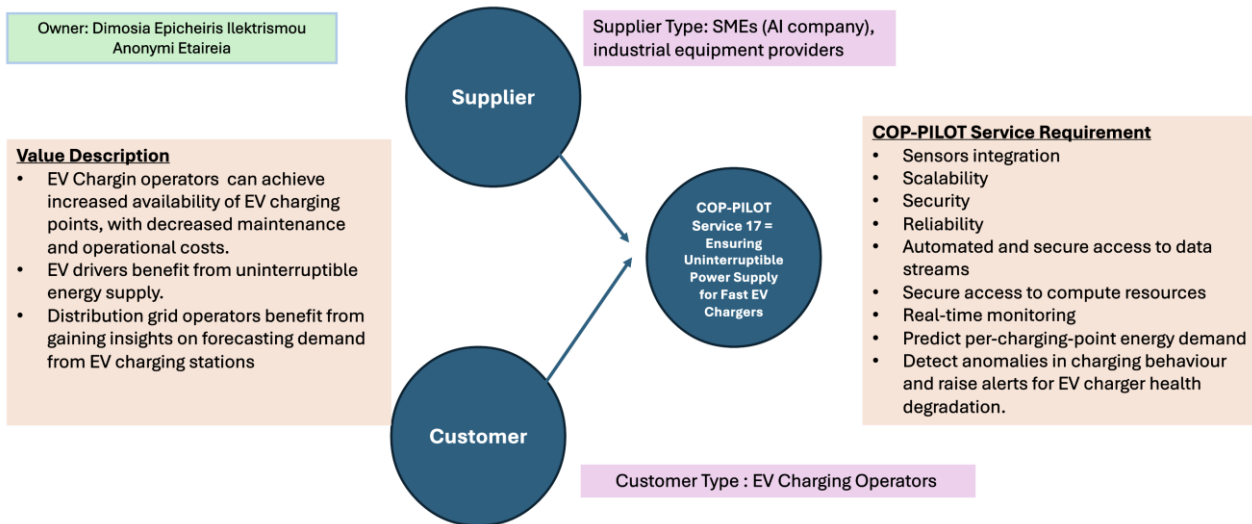 Owner: Dimosia Epicheiris Ilektrismou
Anonymi Etaireia
Supplier Type: SMEs (AI company),
industrial equipment providers
Supplier
Value Description
• EV Chargin operators can achieve
increased availability of EV charging
points, with decreased maintenance
and operational costs.
• EV drivers benefit from uninterruptible
energy supply.
• Distribution grid operators benefit from
gaining insights on forecasting demand
from EV charging stations
COP-PILOT
Service 17 =
Ensuring
Uninterruptible
Power Supply
for Fast EV
Chargers
COP-PILOT Service Requirement
• Sensors integration
• Scalability
• Security
• Reliability
• Automated and secure access to data
streams
• Secure access to compute resources
• Real-time monitoring
• Predict per-charging-point energy demand
• Detect anomalies in charging behaviour
and raise alerts for EV charger health
degradation.
Customer
Customer Type : EV Charging Operators